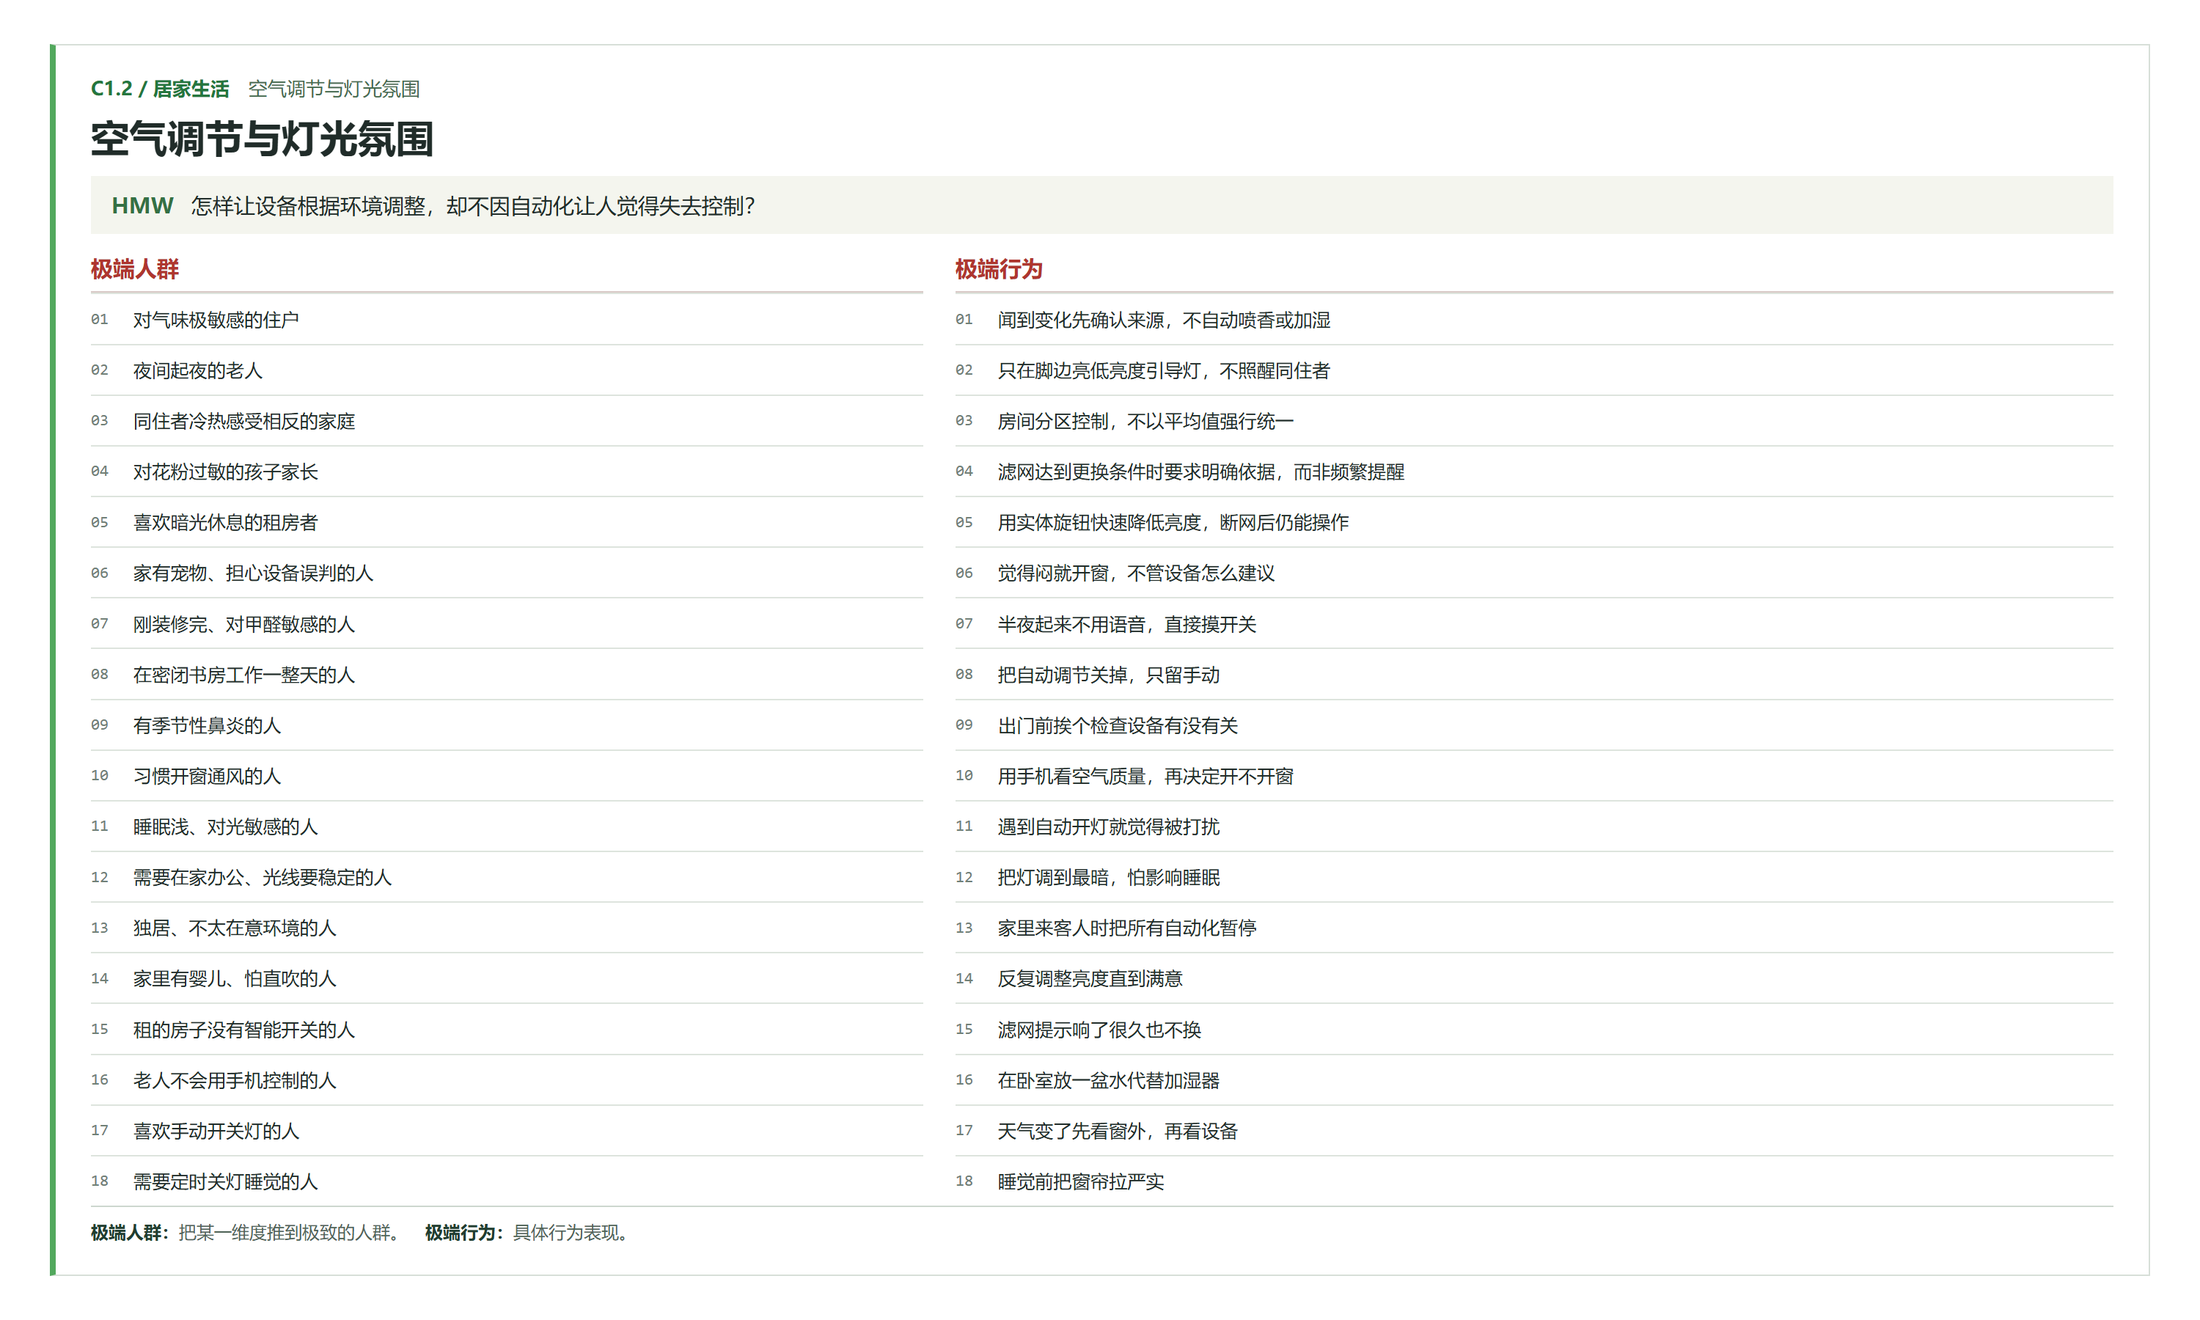 C1.2 / 居家生活 空气调节与灯光氛围
空气调节与灯光氛围
HMW 怎样让设备根据环境调整，却不因自动化让人觉得失去控制？
极端人群
01 对气味极敏感的住户
02 夜间起夜的老人
03 同住者冷热感受相反的家庭
04 对花粉过敏的孩子家长
05 喜欢暗光休息的租房者
06 家有宠物、担心设备误判的人
07 刚装修完、对甲醛敏感的人
08 在密闭书房工作一整天的人
09 有季节性鼻炎的人
10 习惯开窗通风的人
11 睡眠浅、对光敏感的人
12 需要在家办公、光线要稳定的人
13 独居、不太在意环境的人
14 家里有婴儿、怕直吹的人
15 租的房子没有智能开关的人
16 老人不会用手机控制的人
17 喜欢手动开关灯的人
18 需要定时关灯睡觉的人
极端行为
01 闻到变化先确认来源，不自动喷香或加湿
02 只在脚边亮低亮度引导灯，不照醒同住者
03 房间分区控制，不以平均值强行统一
04 滤网达到更换条件时要求明确依据，而非频繁提醒
05 用实体旋钮快速降低亮度，断网后仍能操作
06 觉得闷就开窗，不管设备怎么建议
07 半夜起来不用语音，直接摸开关
08 把自动调节关掉，只留手动
09 出门前挨个检查设备有没有关
10 用手机看空气质量，再决定开不开窗
11 遇到自动开灯就觉得被打扰
12 把灯调到最暗，怕影响睡眠
13 家里来客人时把所有自动化暂停
14 反复调整亮度直到满意
15 滤网提示响了很久也不换
16 在卧室放一盆水代替加湿器
17 天气变了先看窗外，再看设备
18 睡觉前把窗帘拉严实
极端人群：把某一维度推到极致的人群。 极端行为：具体行为表现。